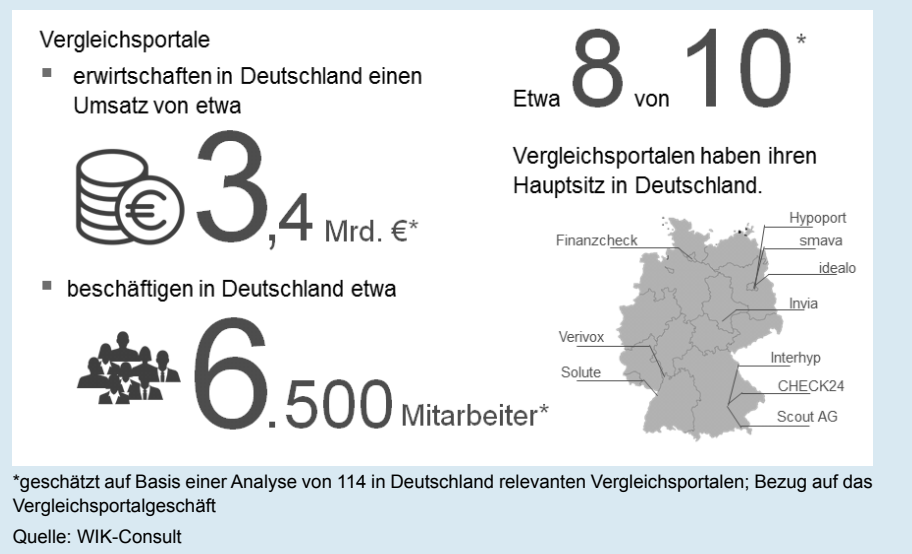 Vergleichsportale
▪ erwirtschaften in Deutschland einen
Umsatz von etwa
3,4 Mrd. €*
▪ beschäftigen in Deutschland etwa
6.500 Mitarbeiter*
Etwa 8 von 10*
Vergleichsportalen haben ihren
Hauptsitz in Deutschland.
Hypoport
Finanzcheck
smava
idealo
Invia
Verivox
Interhyp
Solute
CHECK24
Scout AG
*geschätzt auf Basis einer Analyse von 114 in Deutschland relevanten Vergleichsportalen; Bezug auf das
Vergleichsportalgeschäft
Quelle: WIK-Consult